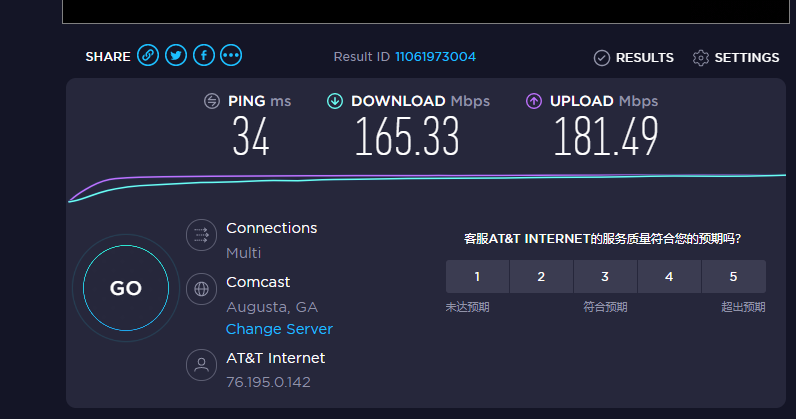 SHARE
Result ID 11061973004
RESULTS
SETTINGS
PING ms
DOWNLOAD Mbps
UPLOAD Mbps
34
165.33
181.49
GO
Connections
Multi
Comcast
Augusta, GA
Change Server
AT&T Internet
76.195.0.142
客服AT&T INTERNET的服务质量符合您的预期吗?
1 2 3 4 5
未达预期 符合预期 超出预期